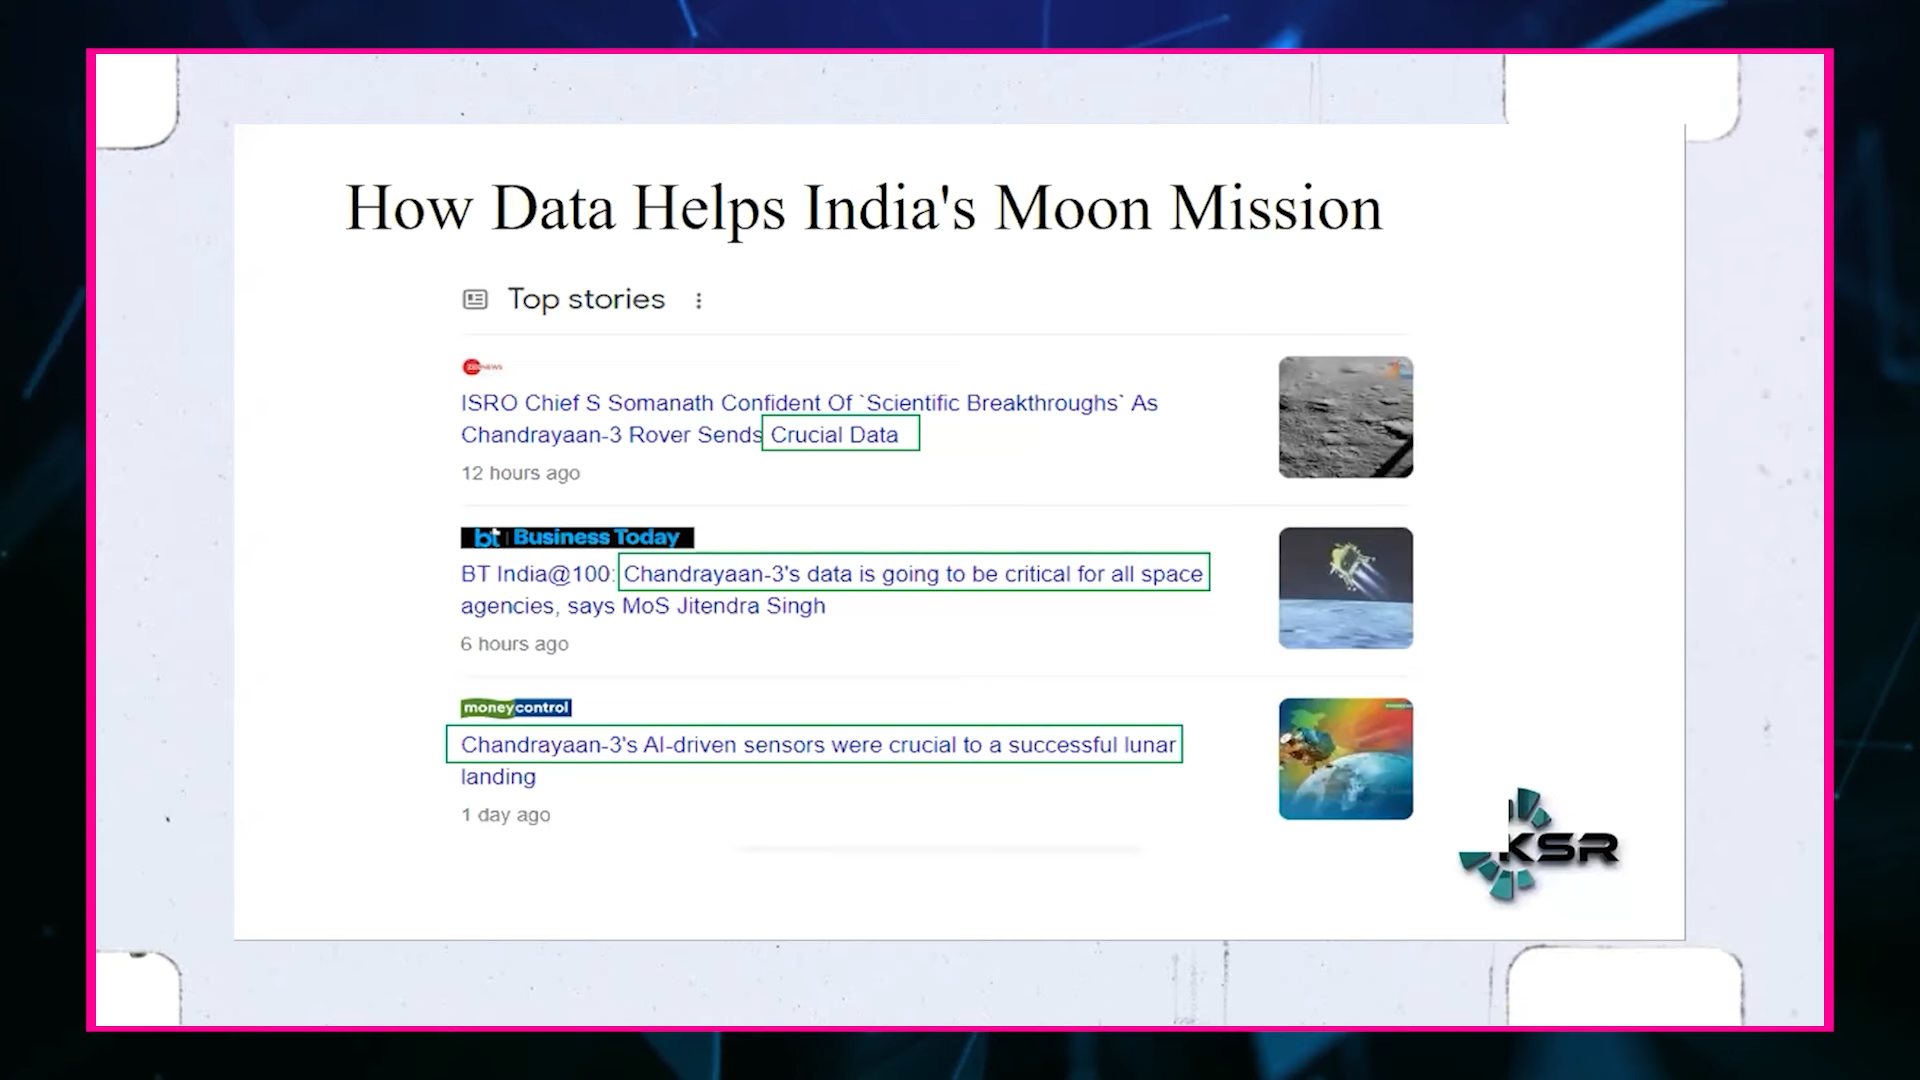 How Data Helps India's Moon Mission
Top stories
ZEE NEWS
ISRO Chief S Somanath Confident Of `Scientific Breakthroughs` As
Chandrayaan-3 Rover Sends Crucial Data
12 hours ago
bt Business Today
BT India@100: Chandrayaan-3's data is going to be critical for all space
agencies, says MoS Jitendra Singh
6 hours ago
moneycontrol
Chandrayaan-3's AI-driven sensors were crucial to a successful lunar
landing
1 day ago
KSR